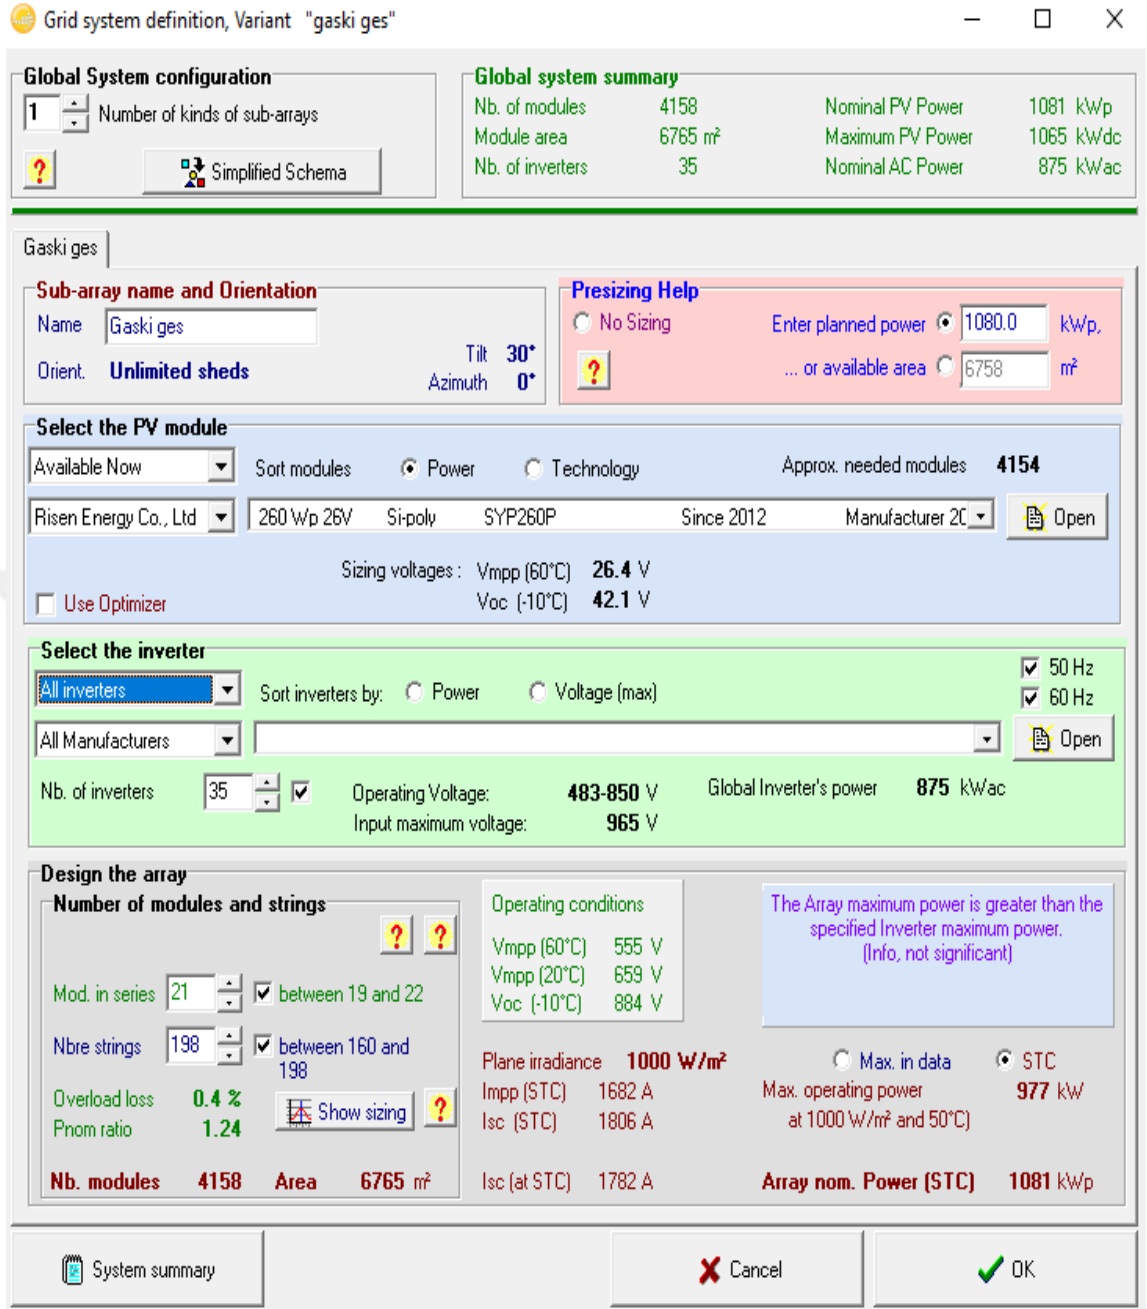 Grid system definition, Variant "gaski ges"
Global System configuration
1 Number of kinds of sub-arrays
? Simplified Schema
Global system summary
Nb. of modules 4158 Nominal PV Power 1081 kWp
Module area 6765 m² Maximum PV Power 1065 kWdc
Nb. of inverters 35 Nominal AC Power 875 kWac
Gaski ges
Sub-array name and Orientation
Name Gaski ges
Orient. Unlimited sheds
Tilt 30°
Azimuth 0°
Presizing Help
No Sizing Enter planned power 1080.0 kWp,
? ... or available area 6758 m²
Select the PV module
Available Now Sort modules Power Technology Approx. needed modules 4154
Risen Energy Co., Ltd 260 Wp 26V Si-poly SYP260P Since 2012 Manufacturer 20 Open
Sizing voltages : Vmpp (60°C) 26.4 V
Use Optimizer Voc (-10°C) 42.1 V
Select the inverter
All inverters Sort inverters by: Power Voltage (max) 50 Hz
60 Hz
All Manufacturers Open
Nb. of inverters 35 Operating Voltage: 483-850 V Global Inverter's power 875 kWac
Input maximum voltage: 965 V
Design the array
Number of modules and strings
? ?
Mod. in series 21 between 19 and 22
Nbre strings 198 between 160 and
198
Overload loss 0.4 %
Pnom ratio 1.24
Show sizing ?
Nb. modules 4158 Area 6765 m²
Operating conditions
Vmpp (60°C) 555 V
Vmpp (20°C) 659 V
Voc (-10°C) 884 V
The Array maximum power is greater than the
specified Inverter maximum power.
(Info, not significant)
Plane irradiance 1000 W/m² Max. in data STC
Impp (STC) 1682 A Max. operating power 977 kW
Isc (STC) 1806 A at 1000 W/m² and 50°C)
Isc (at STC) 1782 A Array nom. Power (STC) 1081 kWp
System summary Cancel OK